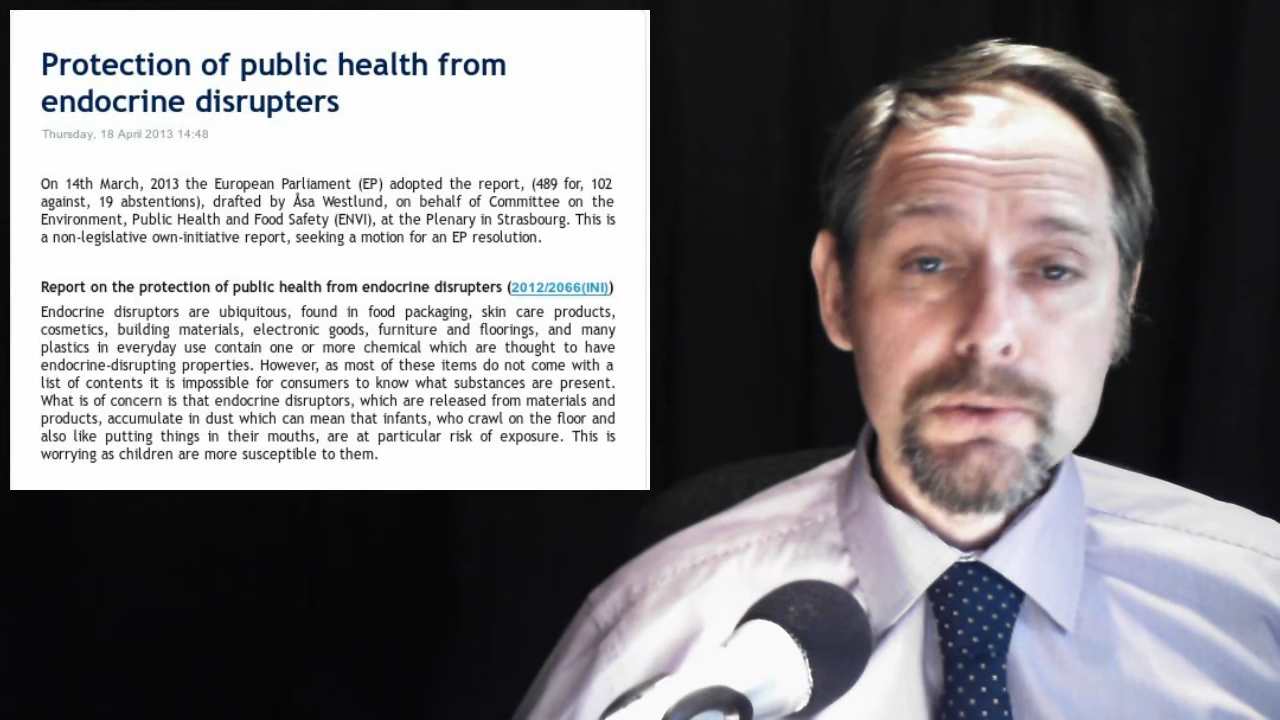 Protection of public health from
endocrine disrupters
Thursday, 18 April 2013 14:48
On 14th March, 2013 the European Parliament (EP) adopted the report, (489 for, 102
against, 19 abstentions), drafted by Åsa Westlund, on behalf of Committee on the
Environment, Public Health and Food Safety (ENVI), at the Plenary in Strasbourg. This is
a non-legislative own-initiative report, seeking a motion for an EP resolution.
Report on the protection of public health from endocrine disrupters (2012/2066(INI))
Endocrine disruptors are ubiquitous, found in food packaging, skin care products,
cosmetics, building materials, electronic goods, furniture and floorings, and many
plastics in everyday use contain one or more chemical which are thought to have
endocrine-disrupting properties. However, as most of these items do not come with a
list of contents it is impossible for consumers to know what substances are present.
What is of concern is that endocrine disruptors, which are released from materials and
products, accumulate in dust which can mean that infants, who crawl on the floor and
also like putting things in their mouths, are at particular risk of exposure. This is
worrying as children are more susceptible to them.